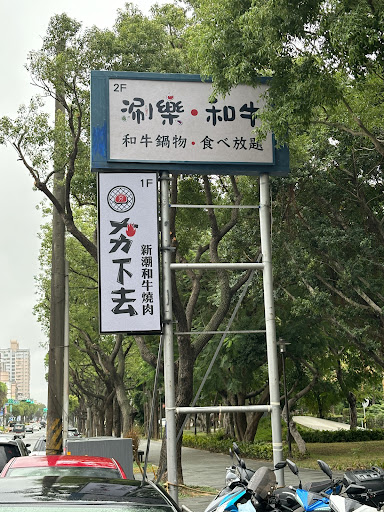 2F
涮樂・和牛
和牛鍋物・食べ放題
1F
夯下去
新潮和牛燒肉